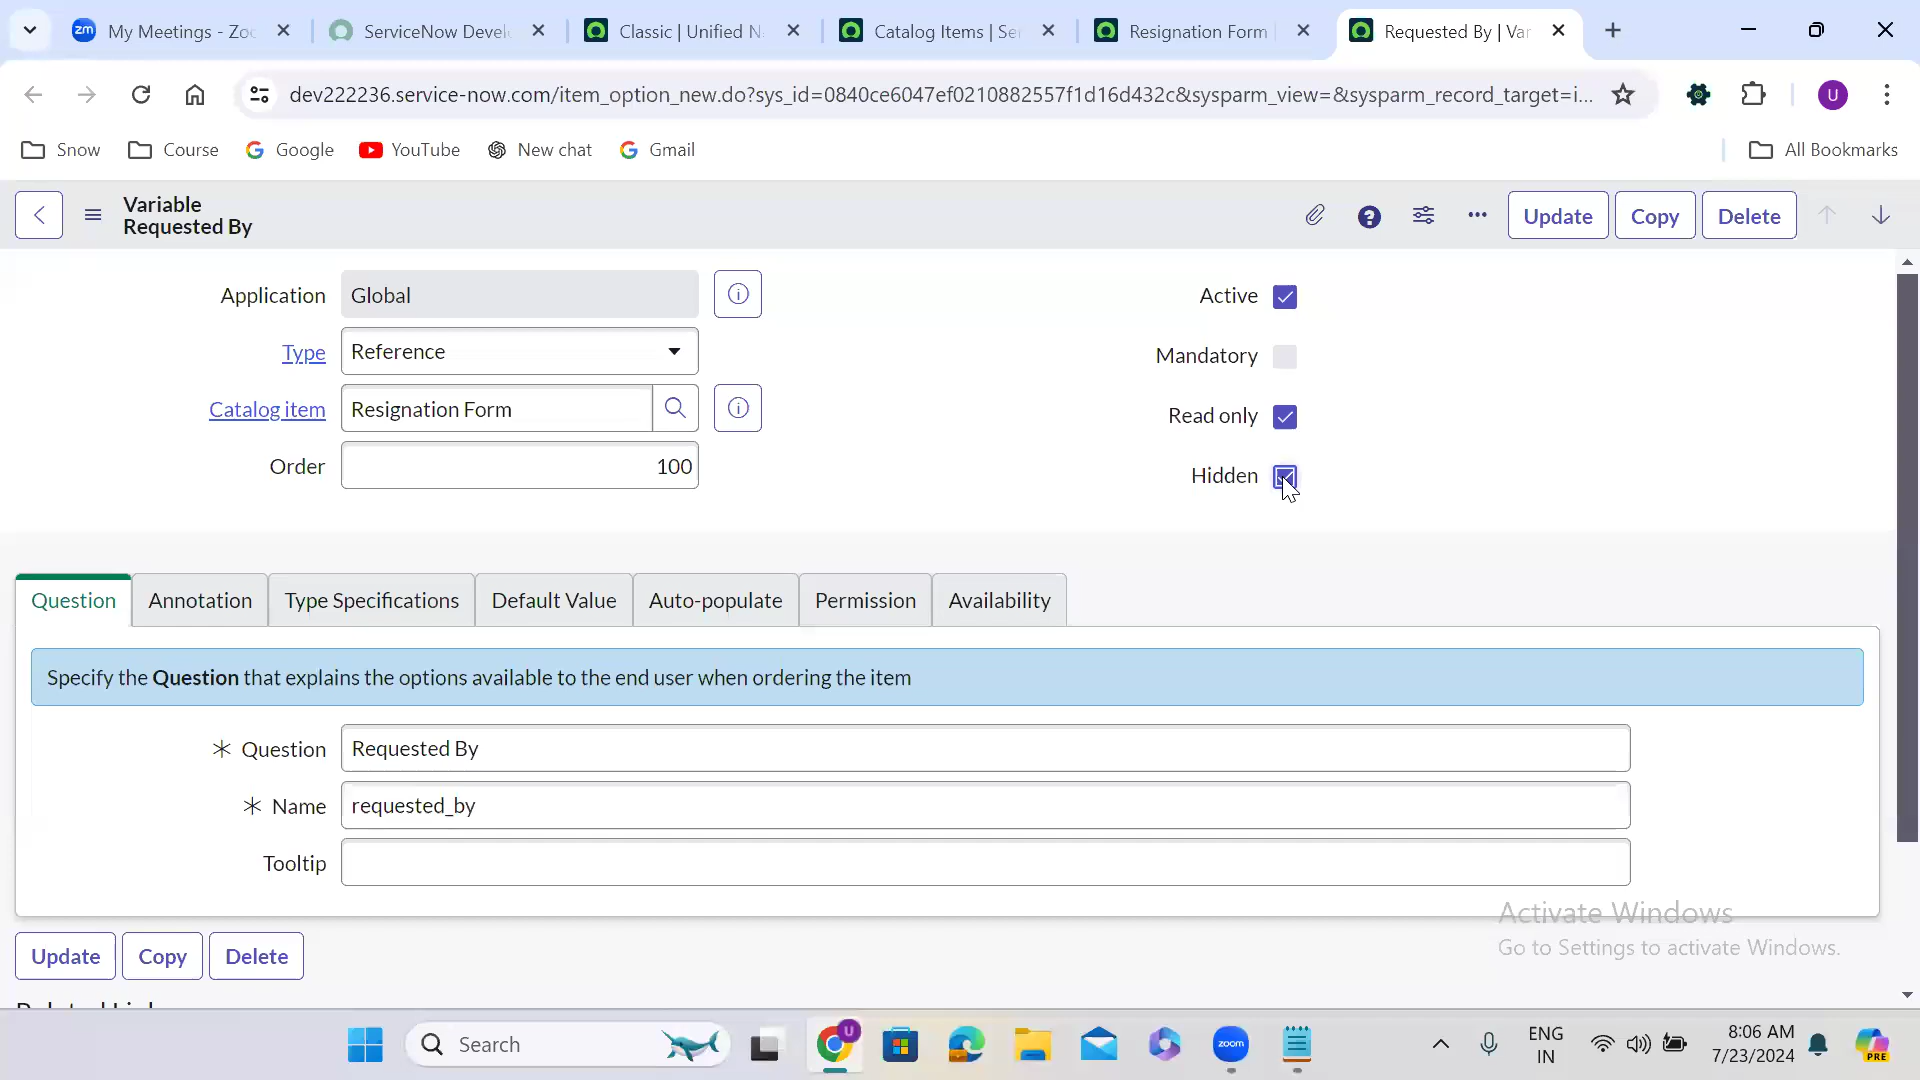 zm My Meetings - Zoo
ServiceNow Devel
Classic | Unified N
Catalog Items | Se
Resignation Form
Requested By | Var
dev222236.service-now.com/item_option_new.do?sys_id=0840ce6047ef0210882557f1d16d432c&sysparm_view=&sysparm_record_target=i...
U
Snow
Course
Google
YouTube
New chat
Gmail
All Bookmarks
Variable
Requested By
Update
Copy
Delete
Application
Global
Active
Type
Reference
Mandatory
Catalog item
Resignation Form
Read only
Order
100
Hidden
Question
Annotation
Type Specifications
Default Value
Auto-populate
Permission
Availability
Specify the Question that explains the options available to the end user when ordering the item
Question
Requested By
Name
requested_by
Tooltip
Activate Windows
Go to Settings to activate Windows.
Update
Copy
Delete
Search
U
zoom
ENG
IN
8:06 AM
7/23/2024
PRE